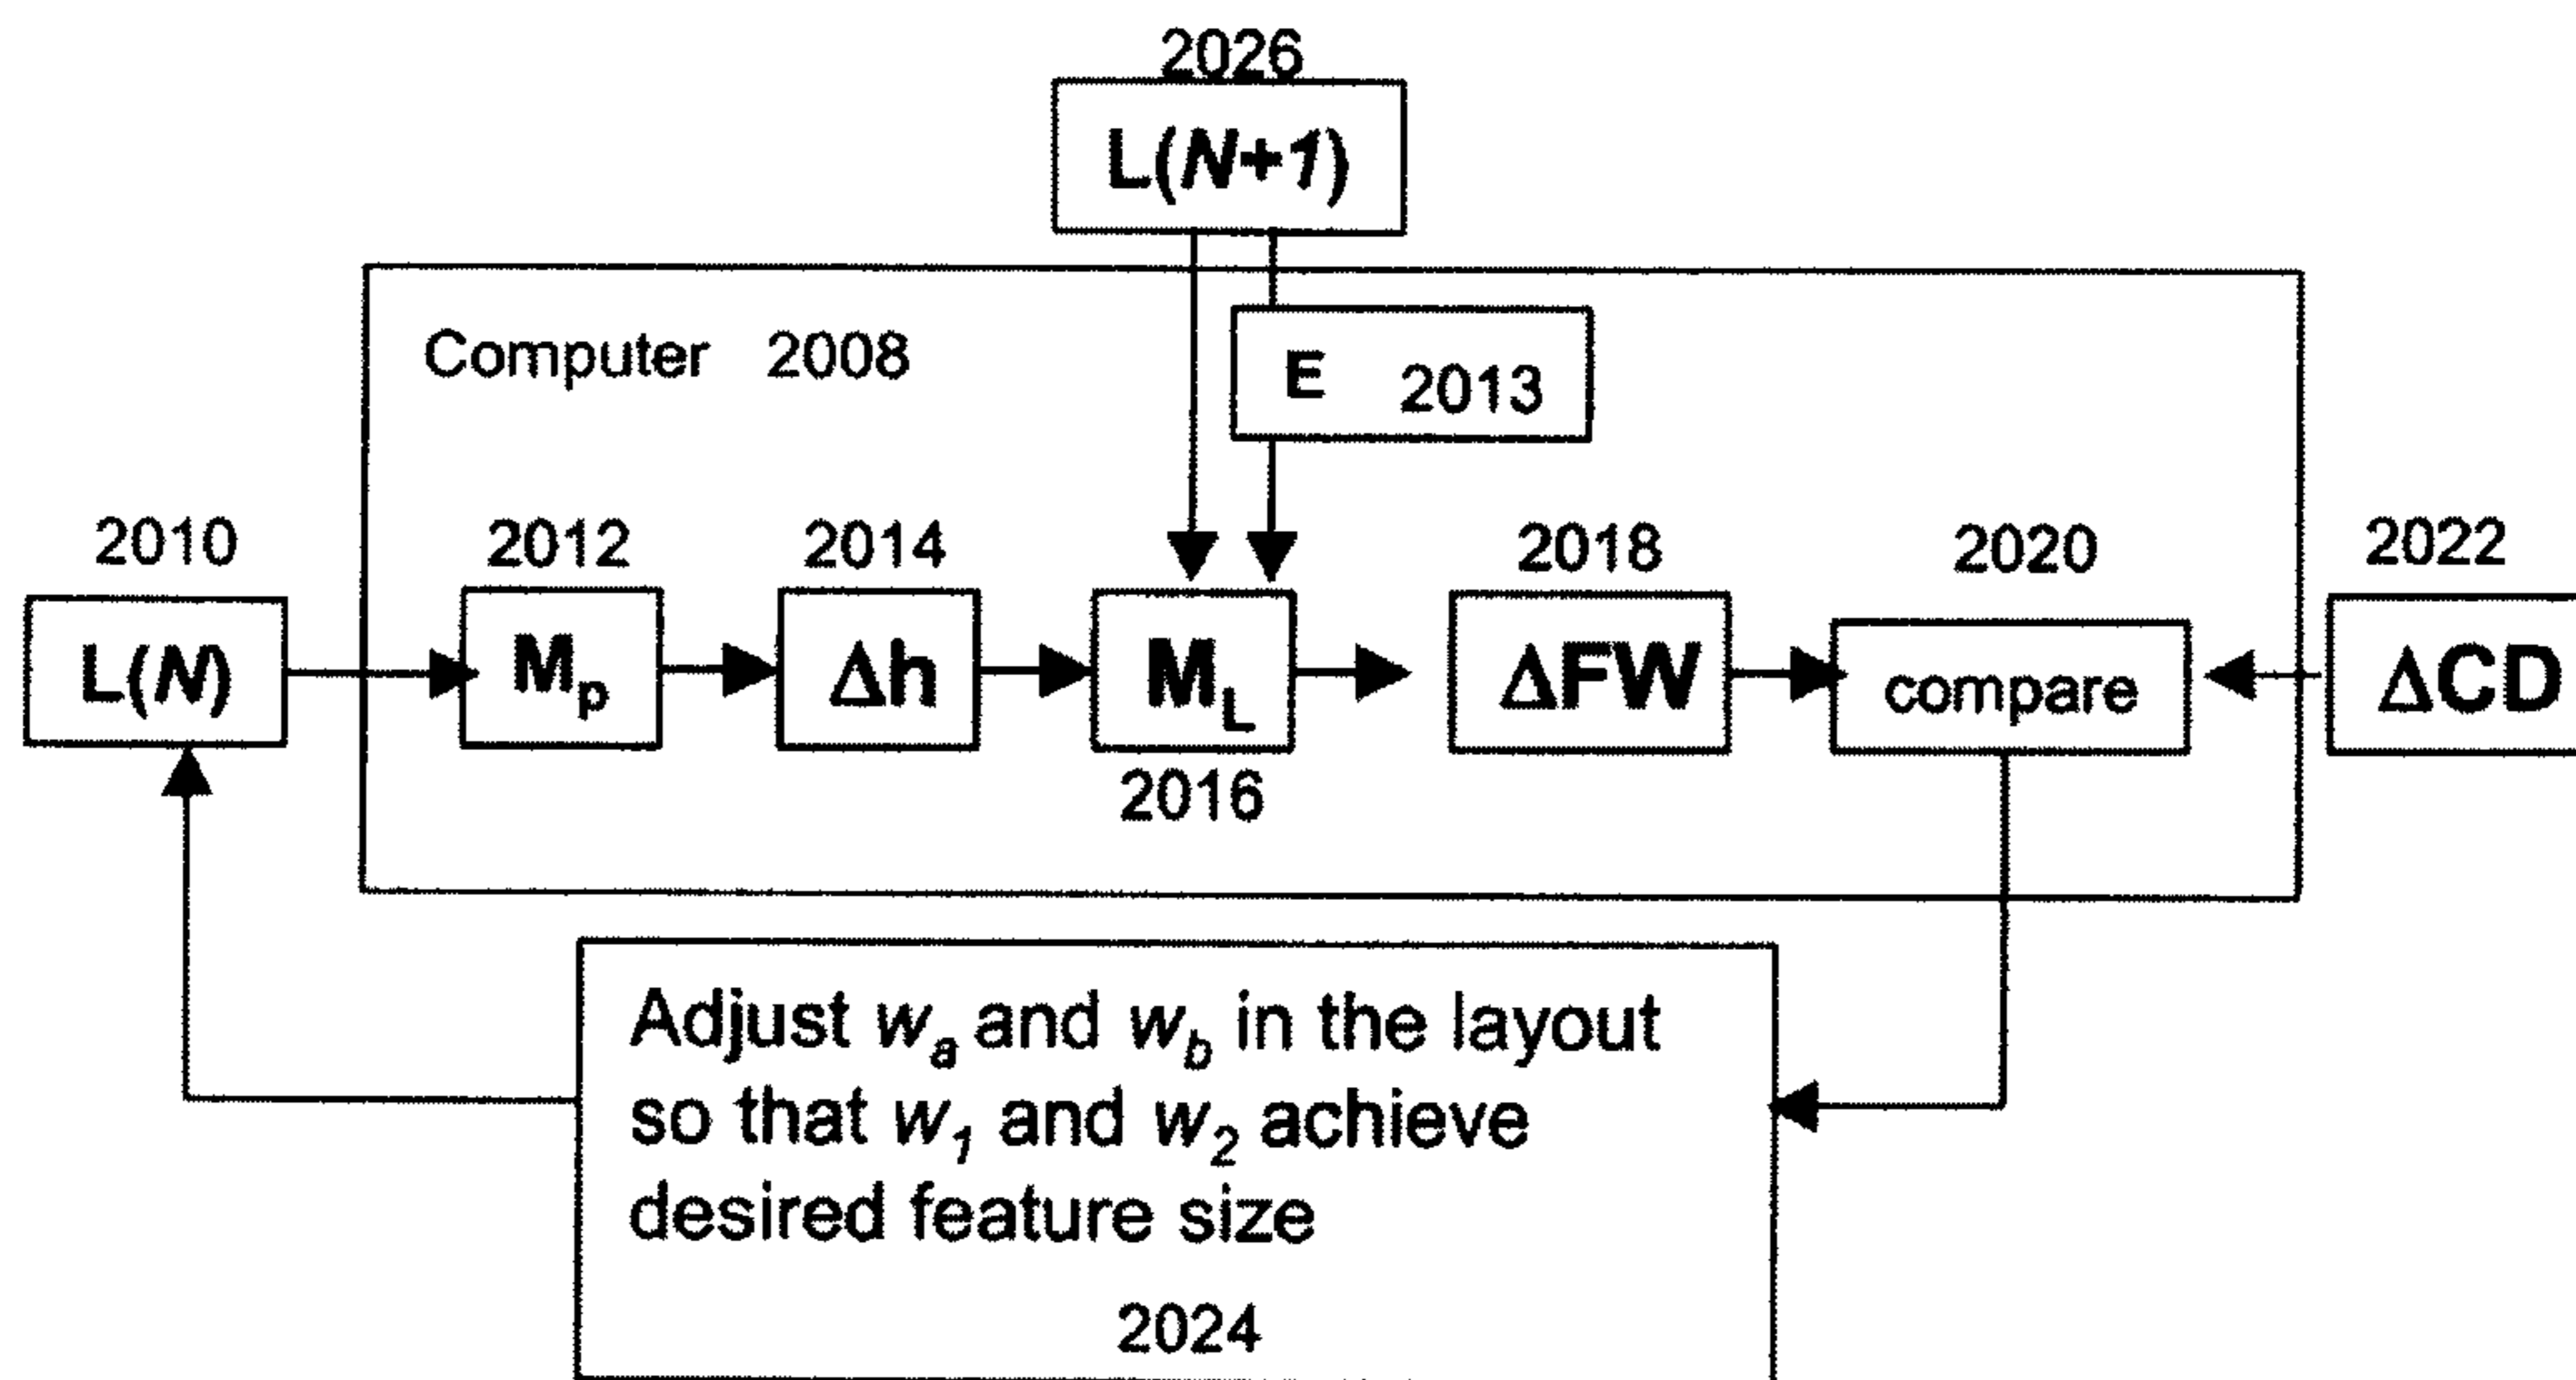 2026
L(N+1)
Computer 2008
E 2013
2010
2012
2014
2018
2020
2022
L(N)
Mp
Δh
ML
ΔFW
compare
ΔCD
2016
Adjust wa and wb in the layout
so that w1 and w2 achieve
desired feature size
2024